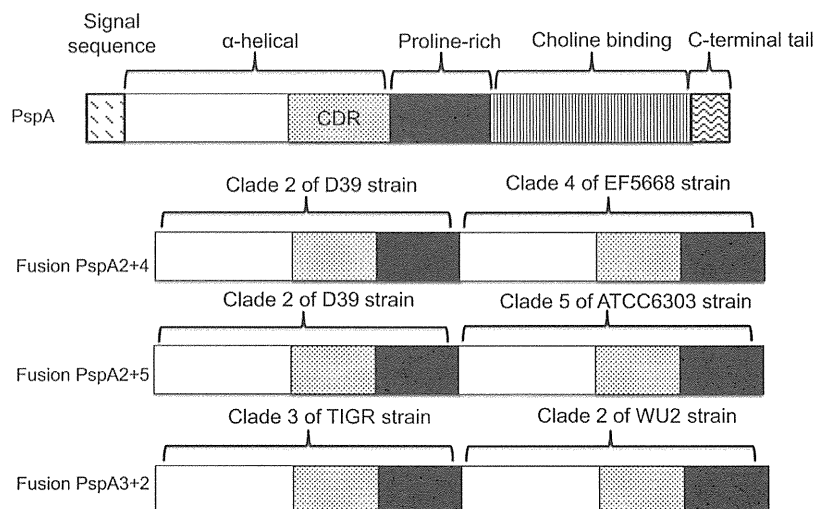 Signal
sequence
α-helical
Proline-rich
Choline binding
C-terminal tail
PspA
CDR
Clade 2 of D39 strain
Clade 4 of EF5668 strain
Fusion PspA2+4
Clade 2 of D39 strain
Clade 5 of ATCC6303 strain
Fusion PspA2+5
Clade 3 of TIGR strain
Clade 2 of WU2 strain
Fusion PspA3+2